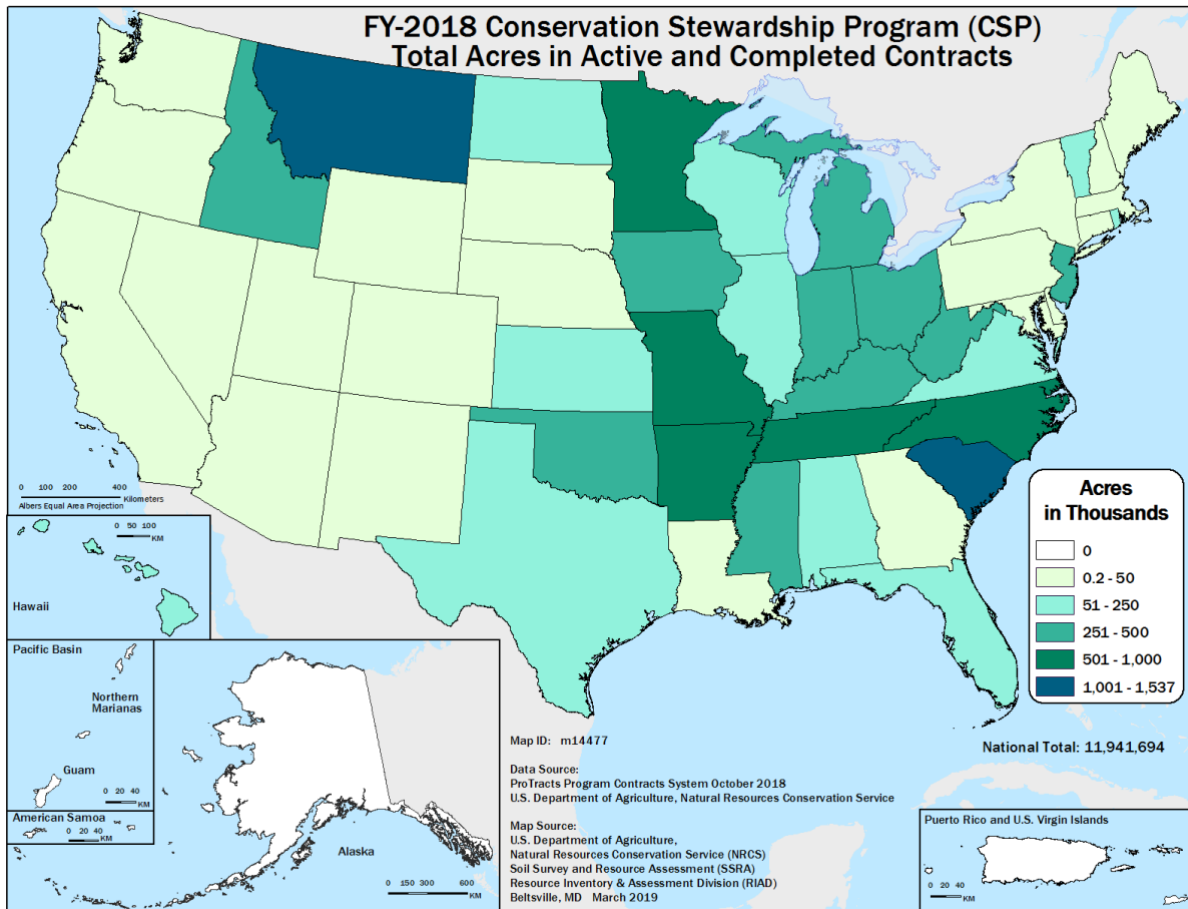 FY-2018 Conservation Stewardship Program (CSP)
Total Acres in Active and Completed Contracts
0 100 200 400
Kilometers
Albers Equal Area Projection
0 50 100
KM
Hawaii
Pacific Basin
Northern
Marianas
Guam
0 20 40
KM
American Samoa
0 20 40
KM
Alaska
0 150 300 600
KM
Map ID: m14477
Data Source:
ProTracts Program Contracts System October 2018
U.S. Department of Agriculture, Natural Resources Conservation Service
Map Source:
U.S. Department of Agriculture,
Natural Resources Conservation Service (NRCS)
Soil Survey and Resource Assessment (SSRA)
Resource Inventory & Assessment Division (RIAD)
Beltsville, MD March 2019
Acres
in Thousands
0
0.2 - 50
51 - 250
251 - 500
501 - 1,000
1,001 - 1,537
National Total: 11,941,694
Puerto Rico and U.S. Virgin Islands
0 20 40
KM